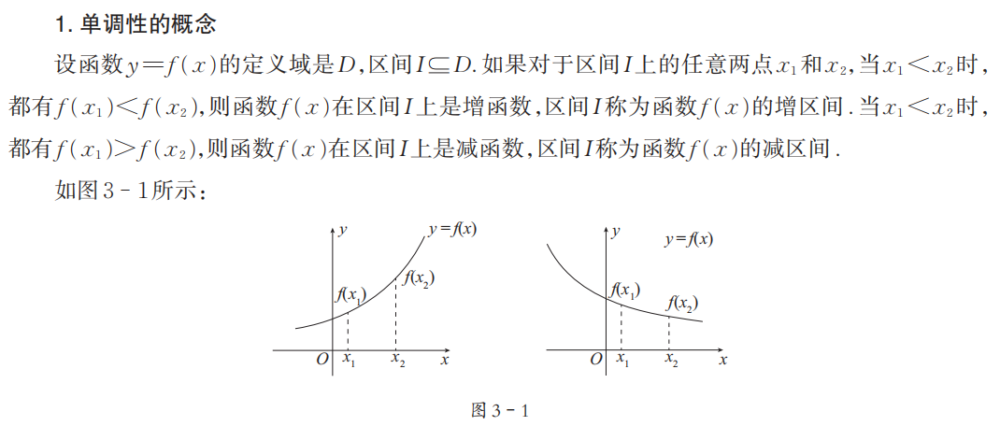 1. 单调性的概念
设函数y=f(x)的定义域是D,区间I⊆D.如果对于区间I上的任意两点x₁和x₂,当x₁<x₂时,
都有f(x₁)<f(x₂),则函数f(x)在区间I上是增函数,区间I称为函数f(x)的增区间.当x₁<x₂时,
都有f(x₁)>f(x₂),则函数f(x)在区间I上是减函数,区间I称为函数f(x)的减区间.
如图3-1所示:
y
y=f(x)
f(x₂)
f(x₁)
O
x₁
x₂
x
y
y=f(x)
f(x₁)
f(x₂)
O
x₁
x₂
x
图3-1